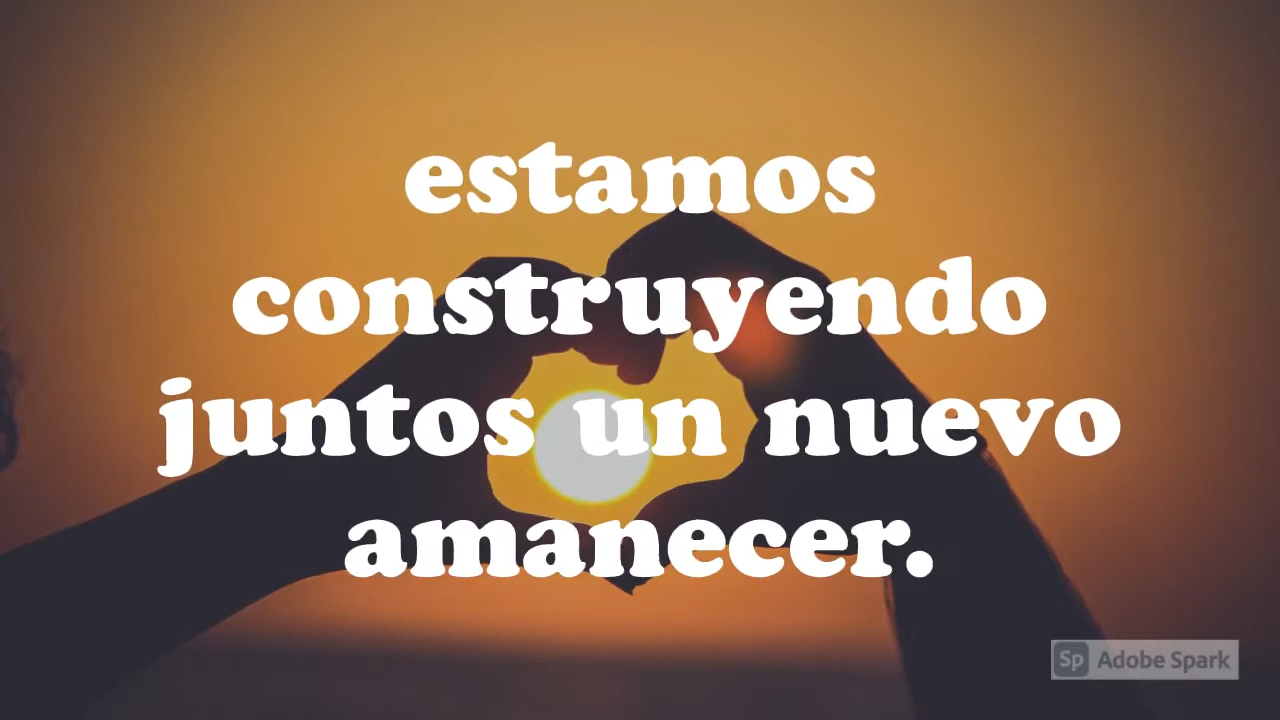 estamos
construyendo
juntos un nuevo
amanecer.
Sp Adobe Spark